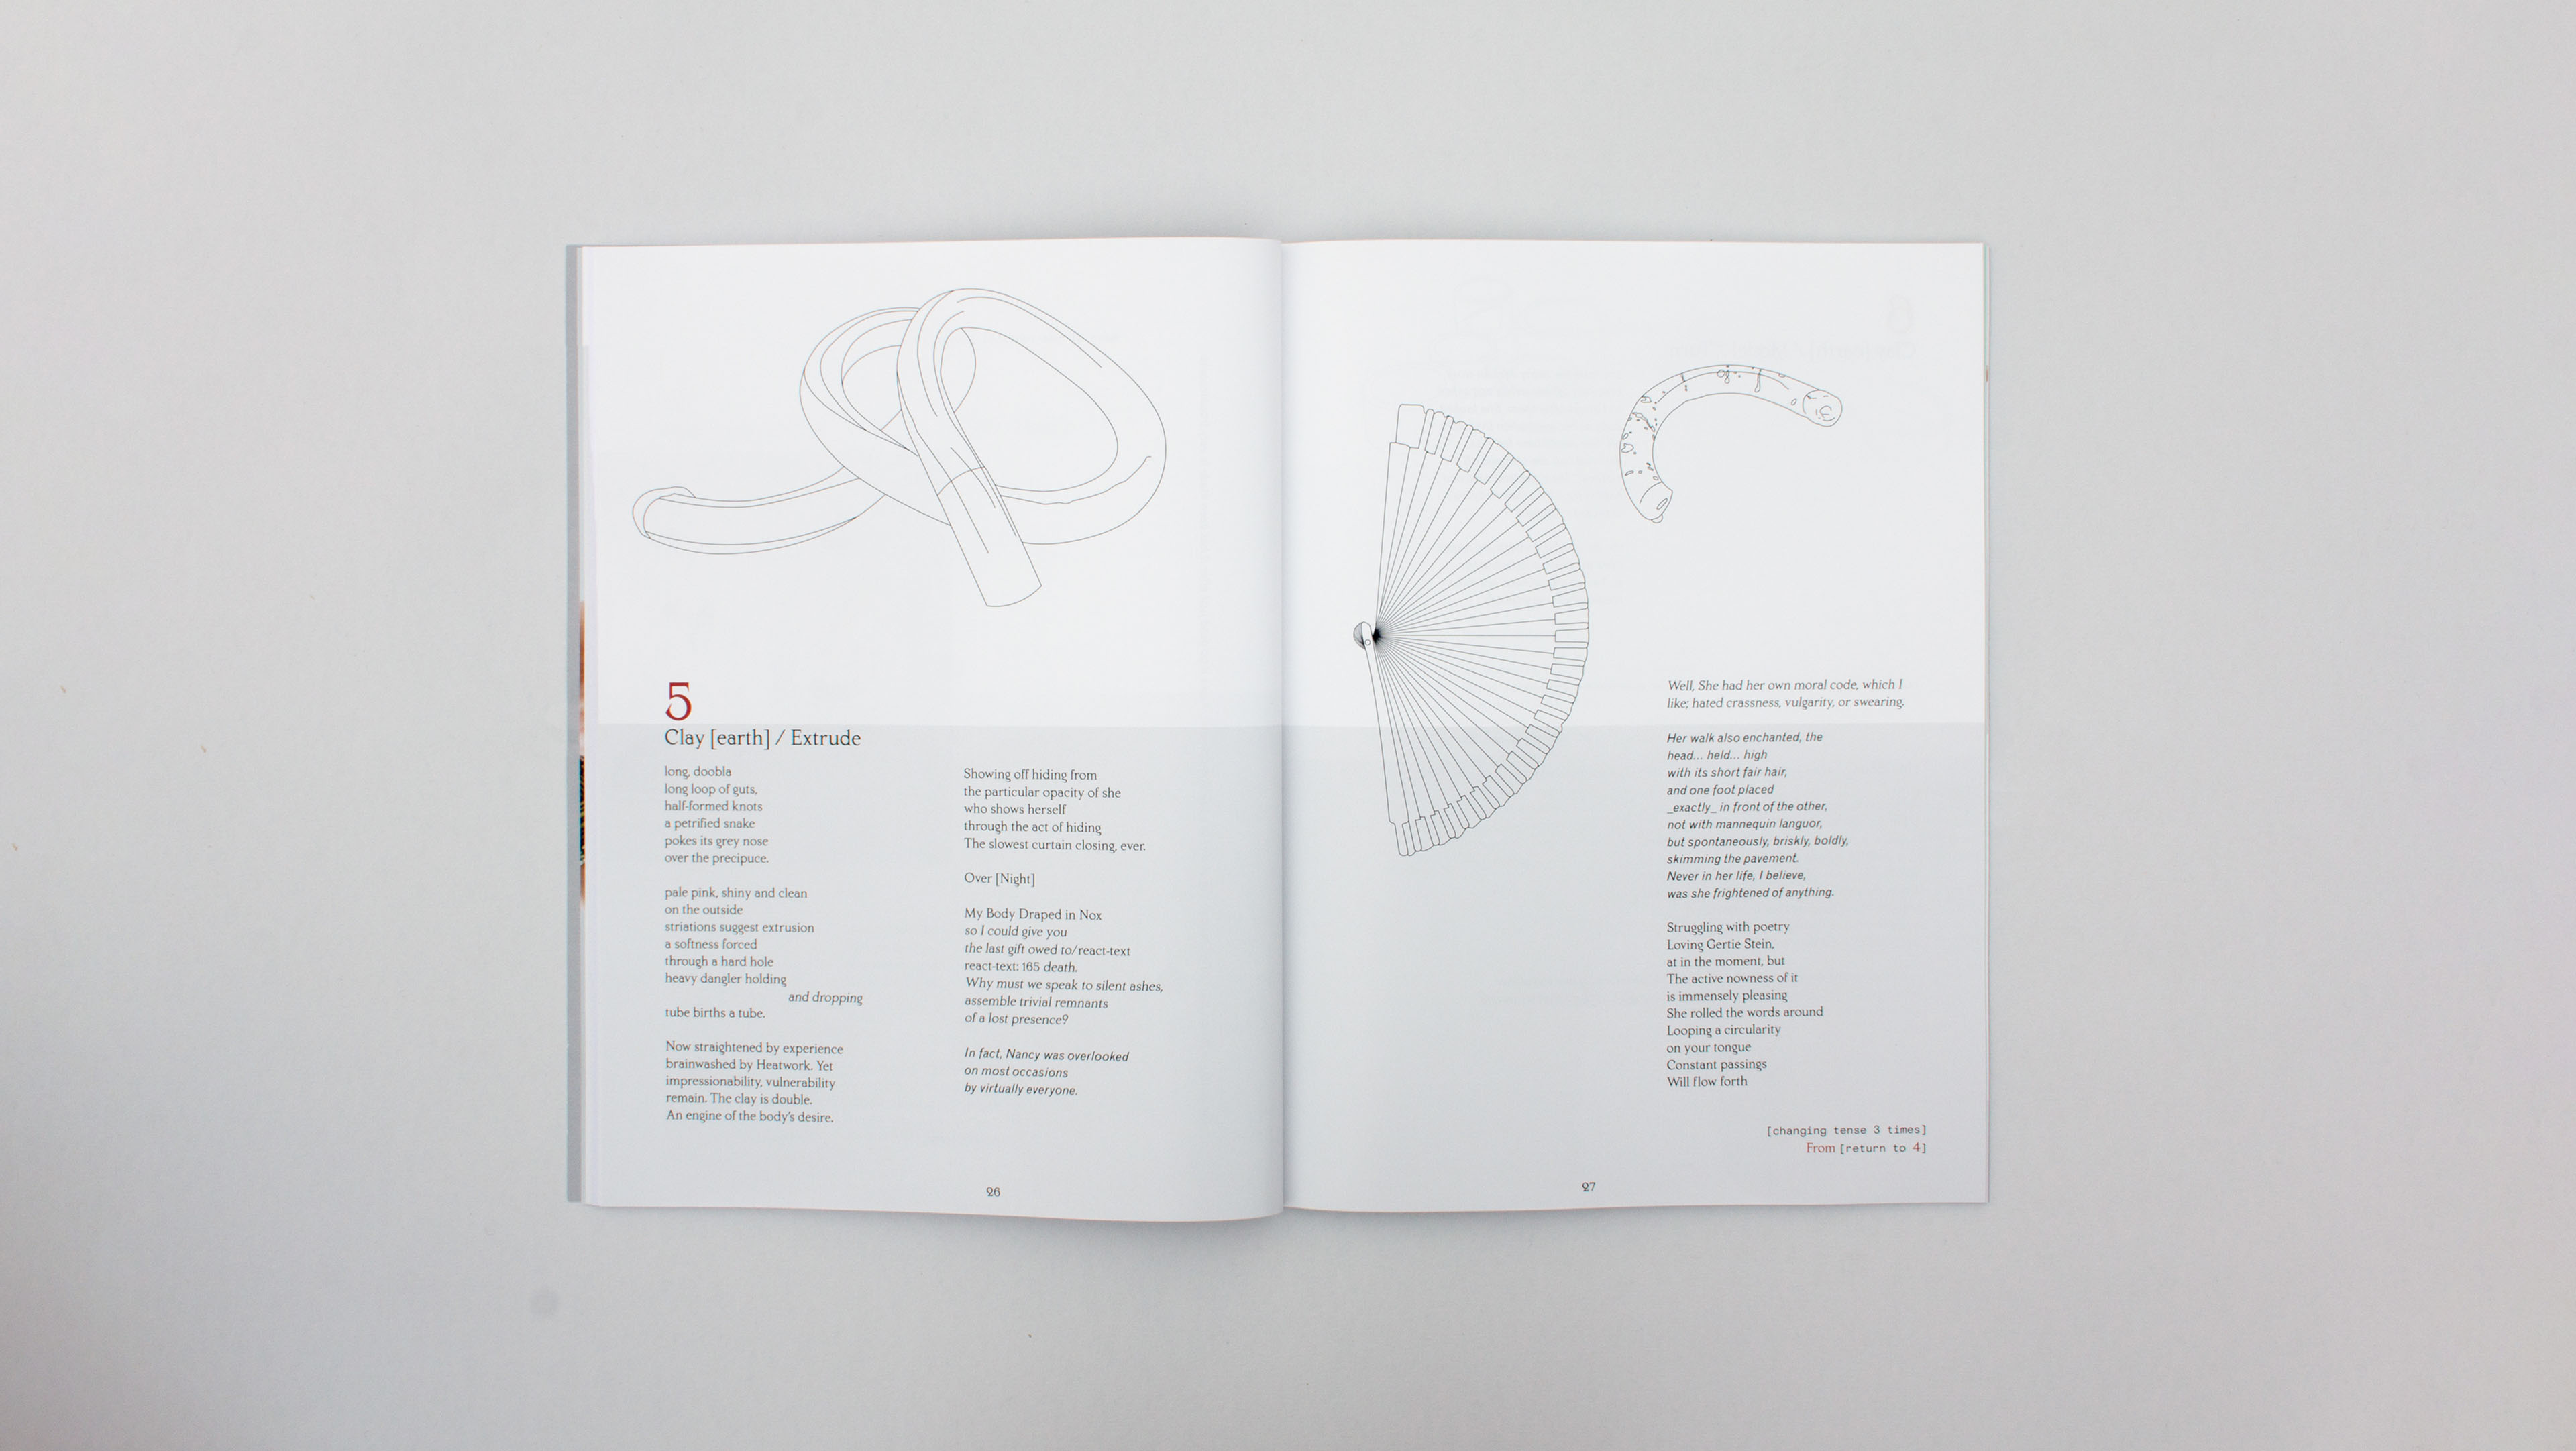 5
Clay [earth] / Extrude
long, doobla
long loop of guts,
half-formed knots
a petrified snake
pokes its grey nose
over the precipuce.
pale pink, shiny and clean
on the outside
striations suggest extrusion
a softness forced
through a hard hole
heavy dangler holding
and dropping
tube births a tube.
Now straightened by experience
brainwashed by Heatwork. Yet
impressionability, vulnerability
remain. The clay is double.
An engine of the body's desire.
Showing off hiding from
the particular opacity of she
who shows herself
through the act of hiding
The slowest curtain closing, ever.
Over [Night]
My Body Draped in Nox
so I could give you
the last gift owed to/react-text
react-text: 165 death.
Why must we speak to silent ashes,
assemble trivial remnants
of a lost presence?
In fact, Nancy was overlooked
on most occasions
by virtually everyone.
26
Well, She had her own moral code, which I
like; hated crassness, vulgarity, or swearing.
Her walk also enchanted, the
head... held... high
with its short fair hair,
and one foot placed
_exactly_ in front of the other,
not with mannequin languor,
but spontaneously, briskly, boldly,
skimming the pavement.
Never in her life, I believe,
was she frightened of anything.
Struggling with poetry
Loving Gertie Stein,
at in the moment, but
The active nowness of it
is immensely pleasing
She rolled the words around
Looping a circularity
on your tongue
Constant passings
Will flow forth
[changing tense 3 times]
From [return to 4]
27